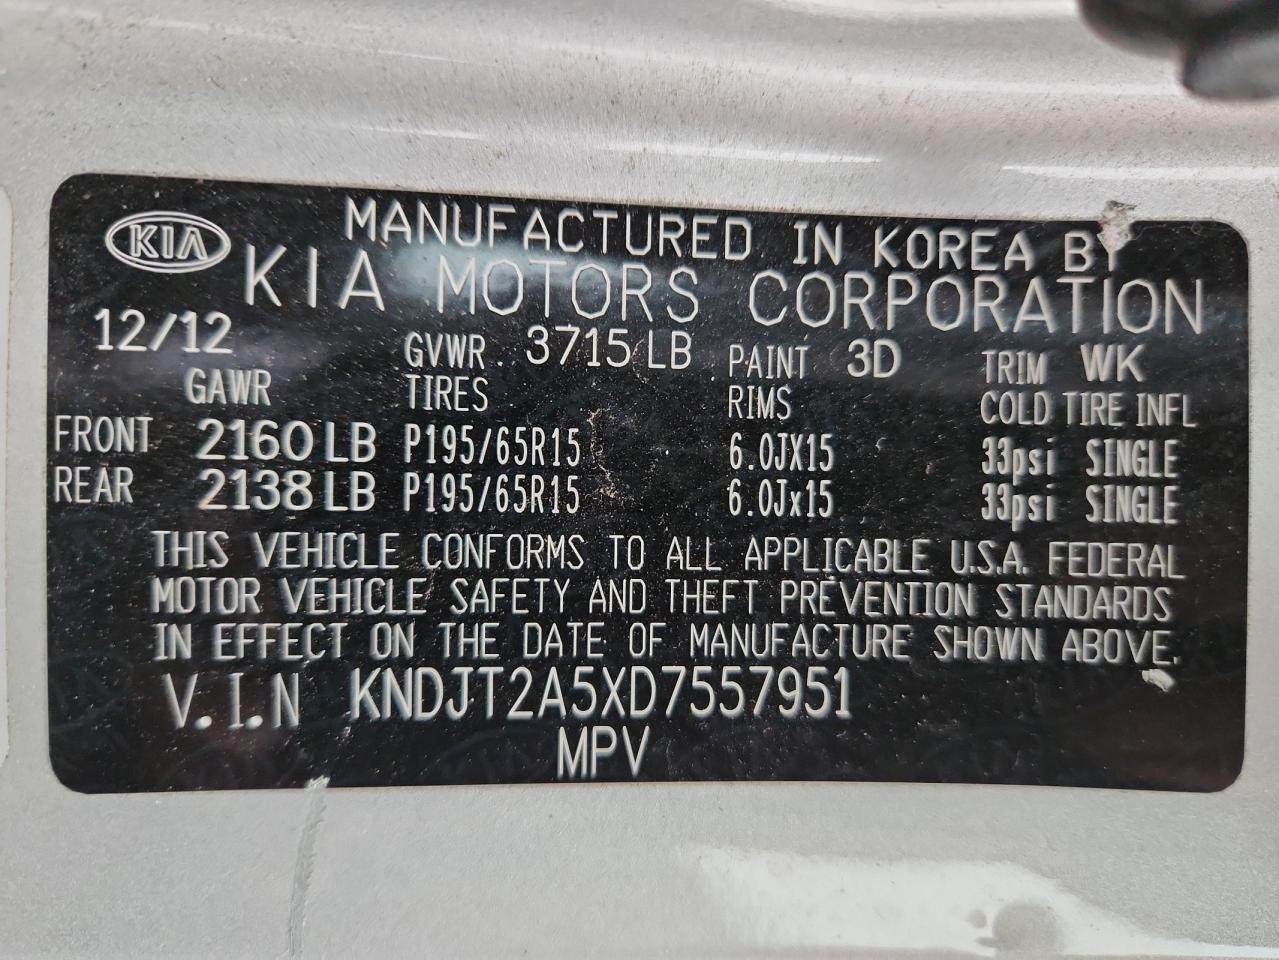 KIA
MANUFACTURED IN KOREA BY
KIA MOTORS CORPORATION
12/12 GVWR 3715 LB PAINT 3D TRIM WK
GAWR TIRES RIMS COLD TIRE INFL
FRONT 2160 LB P195/65R15 6.0JX15 33psi SINGLE
REAR 2138 LB P195/65R15 6.0Jx15 33psi SINGLE
THIS VEHICLE CONFORMS TO ALL APPLICABLE U.S.A. FEDERAL
MOTOR VEHICLE SAFETY AND THEFT PREVENTION STANDARDS
IN EFFECT ON THE DATE OF MANUFACTURE SHOWN ABOVE.
V.I.N KNDJT2A5XD7557951
MPV